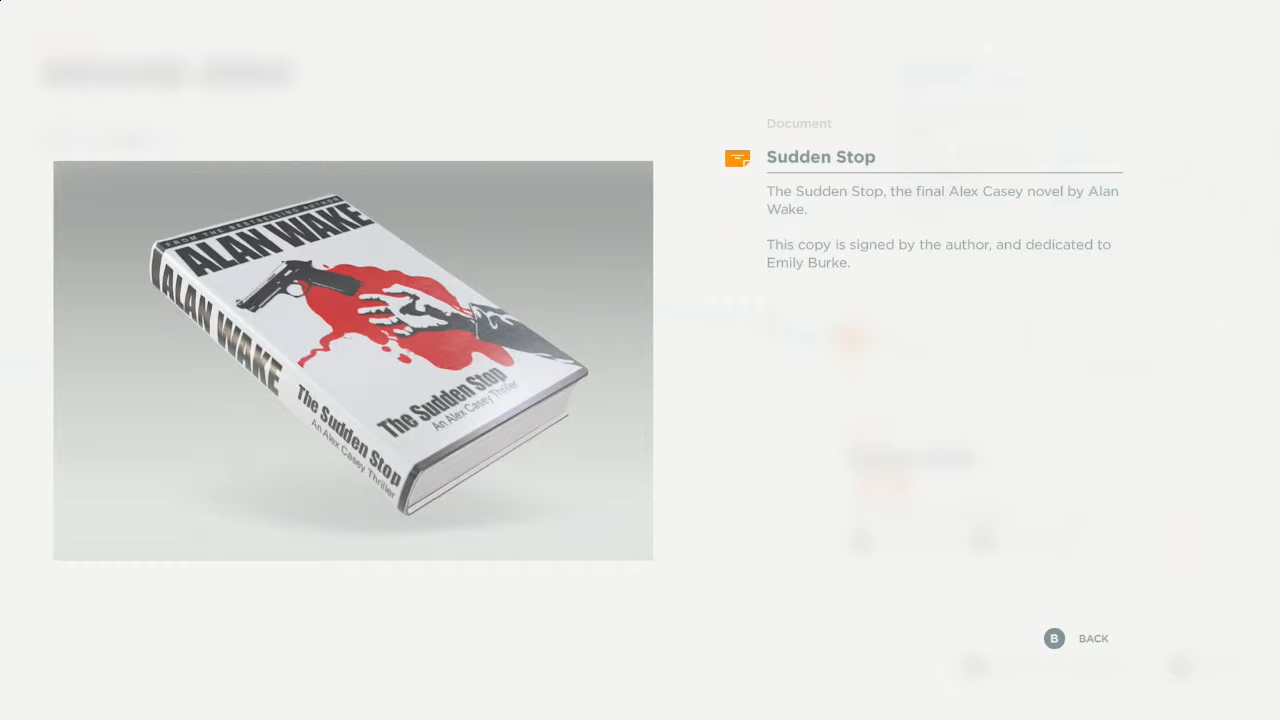 Document
Sudden Stop
The Sudden Stop, the final Alex Casey novel by Alan
Wake.
This copy is signed by the author, and dedicated to
Emily Burke.
FROM THE BESTSELLING AUTHOR
ALAN WAKE
The Sudden Stop
An Alex Casey Thriller
ALAN WAKE
The Sudden Stop
An Alex Casey Thriller
B BACK